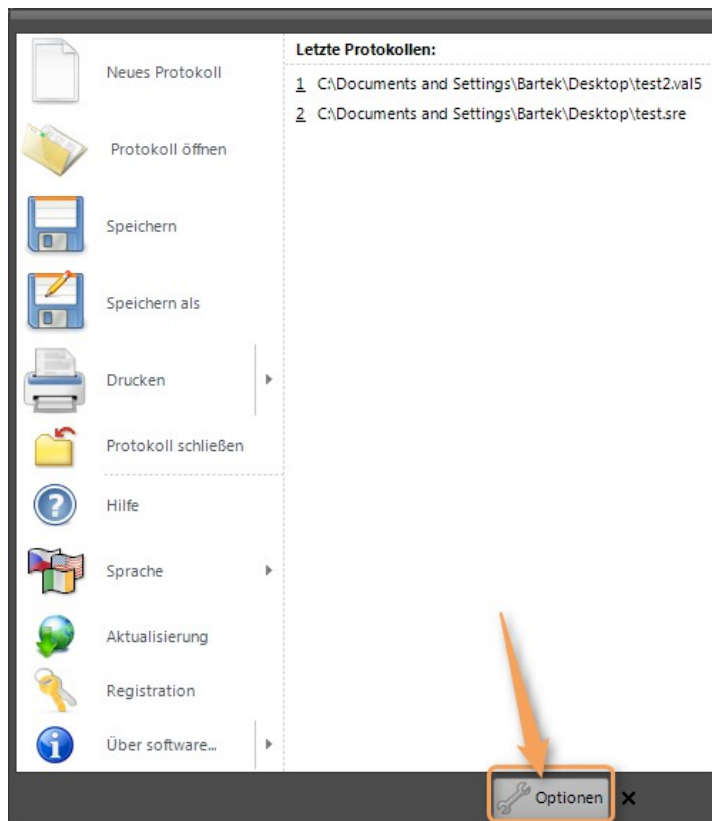 Neues Protokoll
Protokoll öffnen
Speichern
Speichern als
Drucken
Protokoll schließen
Hilfe
Sprache
Aktualisierung
Registration
Über software...
Letzte Protokollen:
1 C:\Documents and Settings\Bartek\Desktop\test2.val5
2 C:\Documents and Settings\Bartek\Desktop\test.sre
Optionen